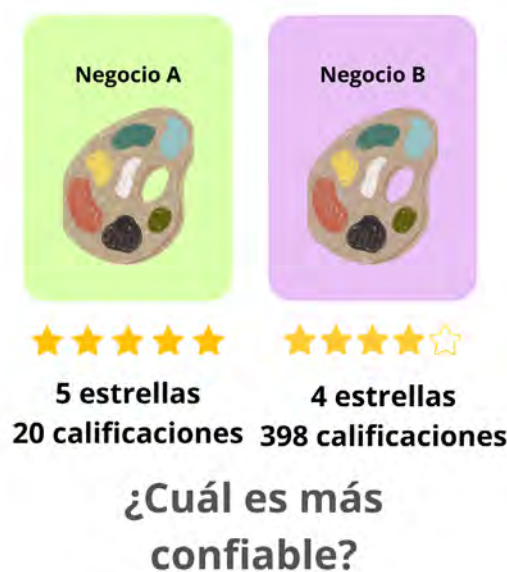 Negocio A
Negocio B
5 estrellas
20 calificaciones
4 estrellas
398 calificaciones
¿Cuál es más
confiable?